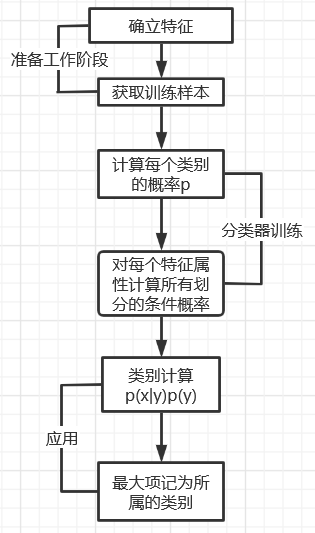 确立特征
准备工作阶段
获取训练样本
计算每个类别
的概率p
分类器训练
对每个特征属
性计算所有划
分的条件概率
类别计算
p(x|y)p(y)
应用
最大项记为所
属的类别